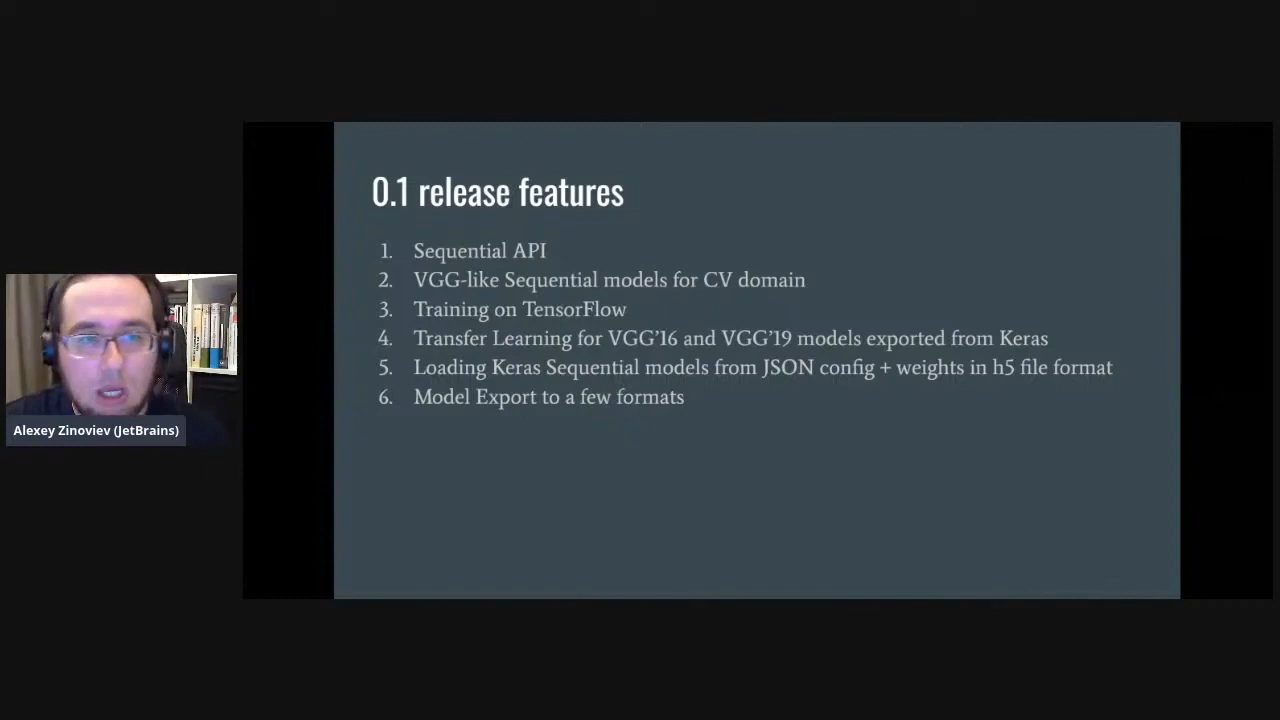 0.1 release features
1. Sequential API
2. VGG-like Sequential models for CV domain
3. Training on TensorFlow
4. Transfer Learning for VGG’16 and VGG’19 models exported from Keras
5. Loading Keras Sequential models from JSON config + weights in h5 file format
6. Model Export to a few formats
Alexey Zinoviev (JetBrains)